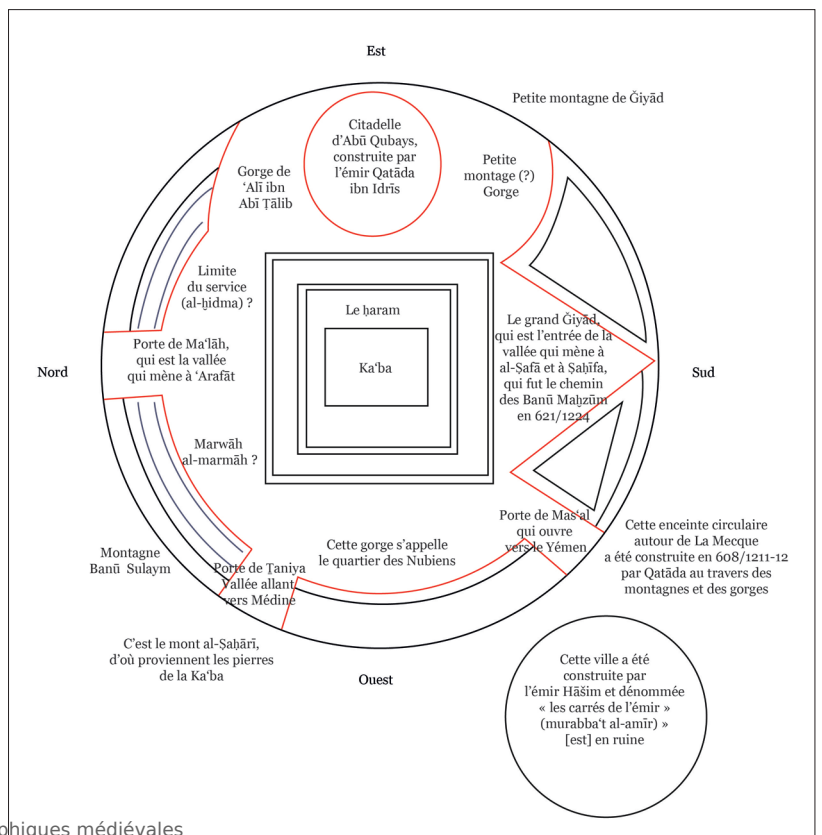 Est
Petite montagne de Ǧiyād
Citadelle
d’Abū Qubays,
construite par
l’émir Qatāda
ibn Idrīs
Gorge de
‘Alī ibn
Abī Ṭālib
Petite
montage (?)
Gorge
Limite
du service
(al-ḫidma) ?
Le ḥaram
Ka‘ba
Le grand Ǧiyād,
qui est l’entrée de la
vallée qui mène à
al-Ṣafā et à Ṣaḥīfa,
qui fut le chemin
des Banū Maḫzūm
en 621/1224
Porte de Ma‘lāh,
qui est la vallée
qui mène à ‘Arafāt
Nord
Sud
Marwāh
al-marmāh ?
Porte de Mas‘al
qui ouvre
vers le Yémen
Cette enceinte circulaire
autour de La Mecque
a été construite en 608/1211-12
par Qatāda au travers des
montagnes et des gorges
Cette gorge s’appelle
le quartier des Nubiens
Montagne
Banū Sulaym
Porte de Ṯaniya
Vallée allant
vers Médine
C’est le mont al-Ṣaḥārī,
d’où proviennent les pierres
de la Ka‘ba
Ouest
Cette ville a été
construite par
l’émir Hāšim et dénommée
« les carrés de l’émir »
(murabba‘t al-amīr) »
[est] en ruine
phiques médiévales